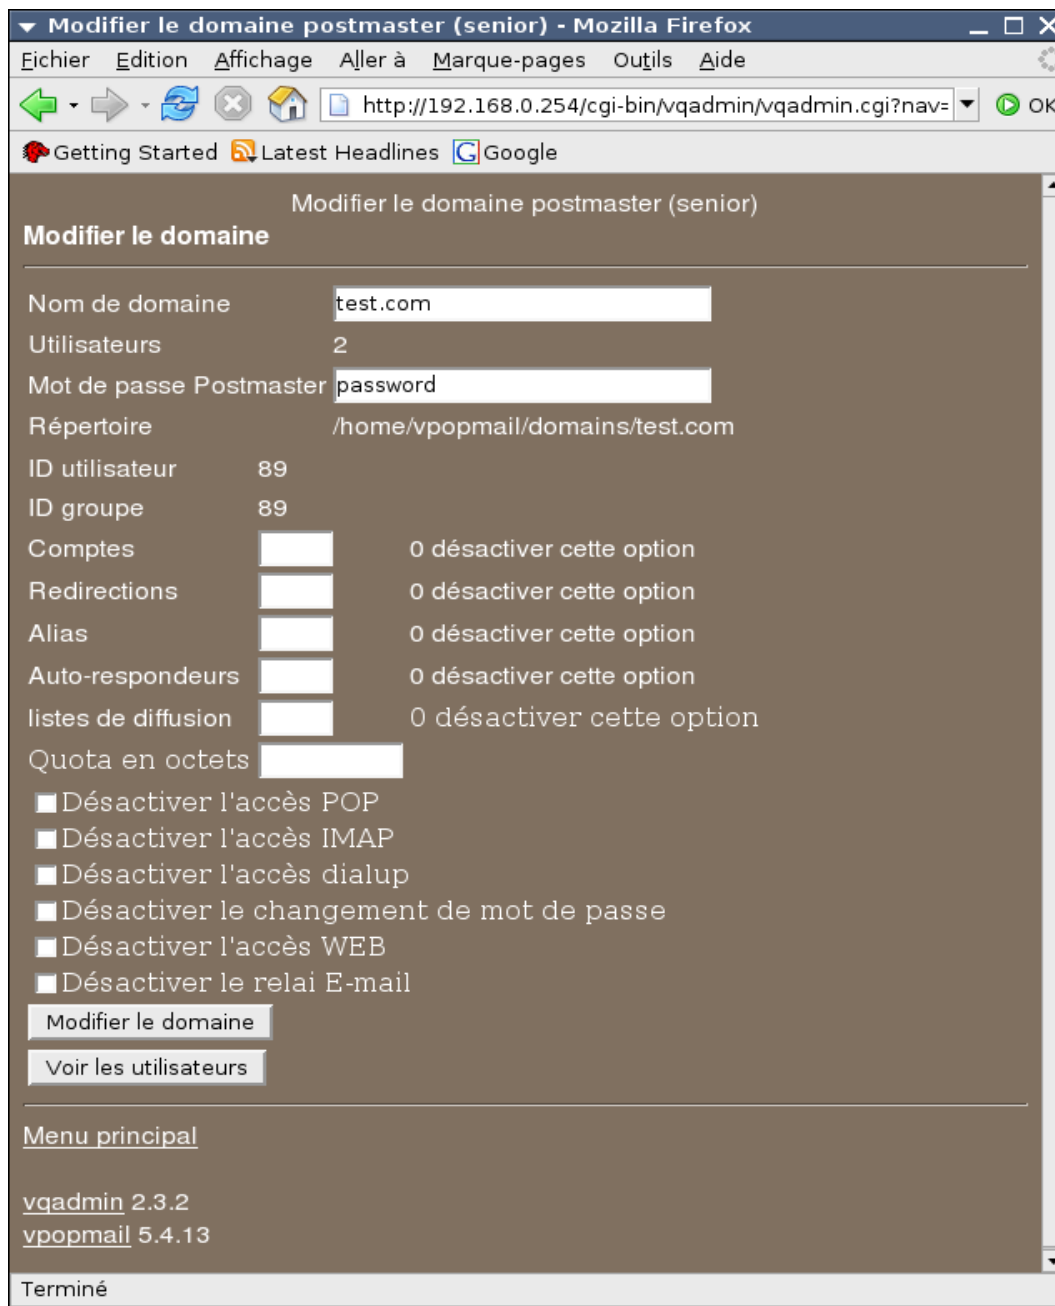 Modifier le domaine postmaster (senior) - Mozilla Firefox
Fichier Edition Affichage Aller à Marque-pages Outils Aide
http://192.168.0.254/cgi-bin/vqadmin/vqadmin.cgi?nav= OK
Getting Started Latest Headlines G Google
Modifier le domaine postmaster (senior)
Modifier le domaine
Nom de domaine test.com
Utilisateurs 2
Mot de passe Postmaster password
Répertoire /home/vpopmail/domains/test.com
ID utilisateur 89
ID groupe 89
Comptes 0 désactiver cette option
Redirections 0 désactiver cette option
Alias 0 désactiver cette option
Auto-respondeurs 0 désactiver cette option
listes de diffusion 0 désactiver cette option
Quota en octets
Désactiver l'accès POP
Désactiver l'accès IMAP
Désactiver l'accès dialup
Désactiver le changement de mot de passe
Désactiver l'accès WEB
Désactiver le relai E-mail
Modifier le domaine
Voir les utilisateurs
Menu principal
vqadmin 2.3.2
vpopmail 5.4.13
Terminé